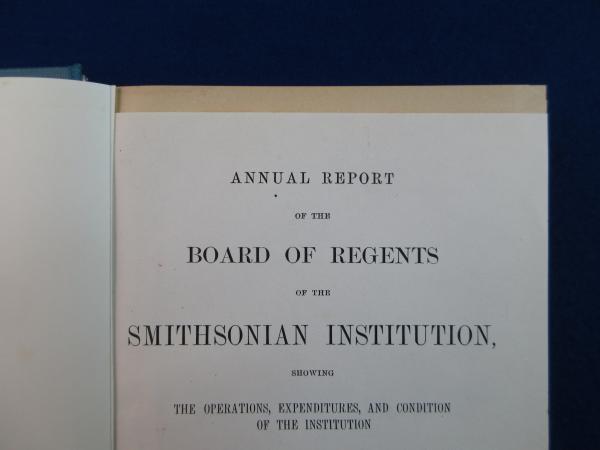 ANNUAL REPORT
OF THE
BOARD OF REGENTS
OF THE
SMITHSONIAN INSTITUTION,
SHOWING
THE OPERATIONS, EXPENDITURES, AND CONDITION
OF THE INSTITUTION